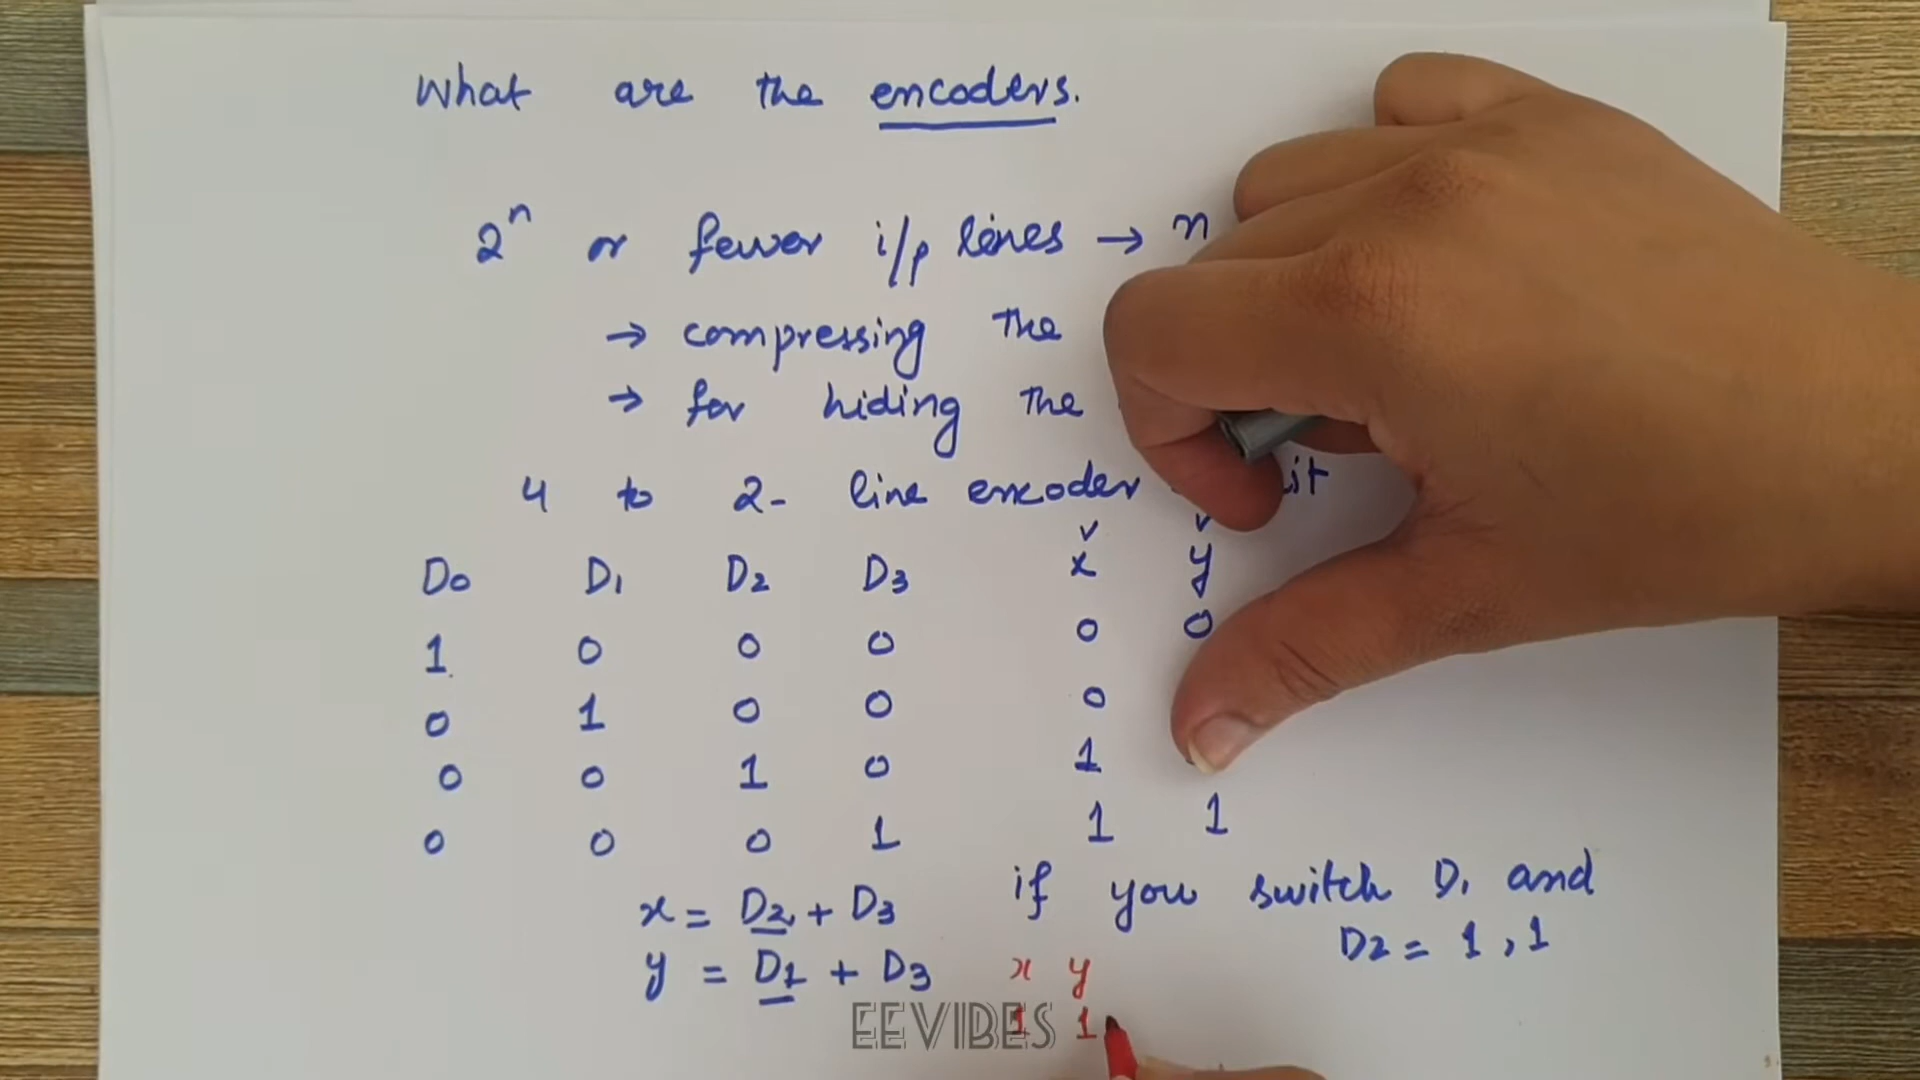 What are the encoders.
2ⁿ or fewer i/p lines → n
→ compressing the
→ for hiding the
4 to 2- line encoder
D0 D1 D2 D3 x y
1 0 0 0 0 0
0 1 0 0 0
0 0 1 0 1
0 0 0 1 1 1
x = D2 + D3
y = D1 + D3
if you switch D1 and
D2 = 1, 1
x y
1 1
EEVIBES